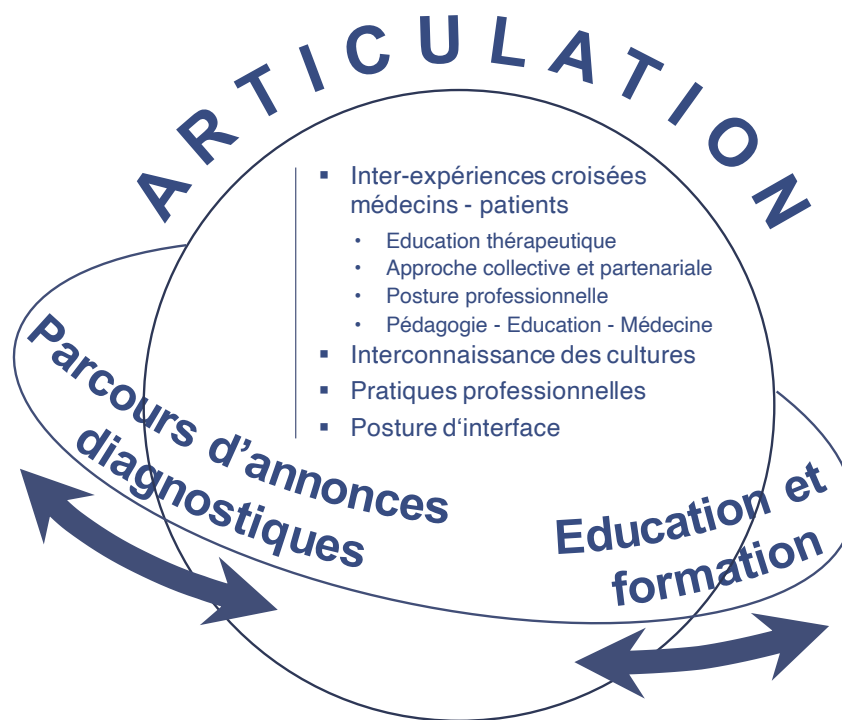 ARTICULATION
▪ Inter-expériences croisées
médecins - patients
• Education thérapeutique
• Approche collective et partenariale
• Posture professionnelle
• Pédagogie - Education - Médecine
▪ Interconnaissance des cultures
▪ Pratiques professionnelles
▪ Posture d‘interface
Parcours d’annonces
diagnostiques
Education et
formation